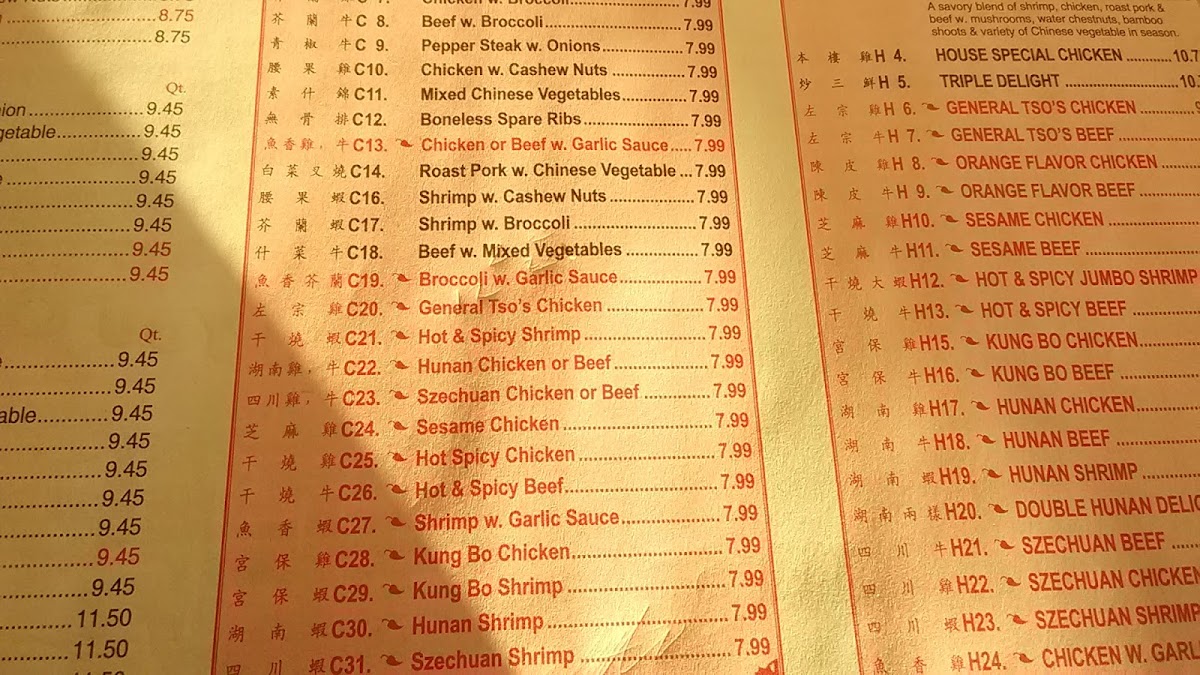 8.75
8.75
Qt.
9.45
getable 9.45
9.45
9.45
9.45
9.45
9.45
9.45
Qt.
9.45
9.45
9.45
9.45
9.45
9.45
9.45
9.45
9.45
11.50
11.50
Chicken w. Broccoli 7.99
芥蘭牛 C 8. Beef w. Broccoli 7.99
青椒牛 C 9. Pepper Steak w. Onions 7.99
腰果雞 C10. Chicken w. Cashew Nuts 7.99
素什錦 C11. Mixed Chinese Vegetables 7.99
無骨排 C12. Boneless Spare Ribs 7.99
魚香雞，牛 C13. Chicken or Beef w. Garlic Sauce 7.99
白菜叉燒 C14. Roast Pork w. Chinese Vegetable 7.99
腰果蝦 C16. Shrimp w. Cashew Nuts 7.99
芥蘭蝦 C17. Shrimp w. Broccoli 7.99
什菜牛 C18. Beef w. Mixed Vegetables 7.99
魚香芥蘭 C19. Broccoli w. Garlic Sauce 7.99
左宗雞 C20. General Tso's Chicken 7.99
干燒蝦 C21. Hot & Spicy Shrimp 7.99
湖南雞，牛 C22. Hunan Chicken or Beef 7.99
四川雞，牛 C23. Szechuan Chicken or Beef 7.99
芝麻雞 C24. Sesame Chicken 7.99
干燒雞 C25. Hot Spicy Chicken 7.99
干燒牛 C26. Hot & Spicy Beef 7.99
魚香蝦 C27. Shrimp w. Garlic Sauce 7.99
宮保雞 C28. Kung Bo Chicken 7.99
宮保蝦 C29. Kung Bo Shrimp 7.99
湖南蝦 C30. Hunan Shrimp 7.99
四川蝦 C31. Szechuan Shrimp 7.99
A savory blend of shrimp, chicken, roast pork &
beef w. mushrooms, water chestnuts, bamboo
shoots & variety of Chinese vegetable in season.
本樓雞 H 4. HOUSE SPECIAL CHICKEN 10.7
炒三鮮 H 5. TRIPLE DELIGHT 10.
左宗雞 H 6. GENERAL TSO'S CHICKEN
左宗牛 H 7. GENERAL TSO'S BEEF
陳皮雞 H 8. ORANGE FLAVOR CHICKEN
陳皮牛 H 9. ORANGE FLAVOR BEEF
芝麻雞 H10. SESAME CHICKEN
芝麻牛 H11. SESAME BEEF
干燒大蝦 H12. HOT & SPICY JUMBO SHRIMP
干燒牛 H13. HOT & SPICY BEEF
宮保雞 H15. KUNG BO CHICKEN
宮保牛 H16. KUNG BO BEEF
湖南雞 H17. HUNAN CHICKEN
湖南牛 H18. HUNAN BEEF
湖南蝦 H19. HUNAN SHRIMP
湖南兩樣 H20. DOUBLE HUNAN DELI
四川牛 H21. SZECHUAN BEEF
四川雞 H22. SZECHUAN CHICKEN
四川蝦 H23. SZECHUAN SHRIMP
魚香雞 H24. CHICKEN W. GARL